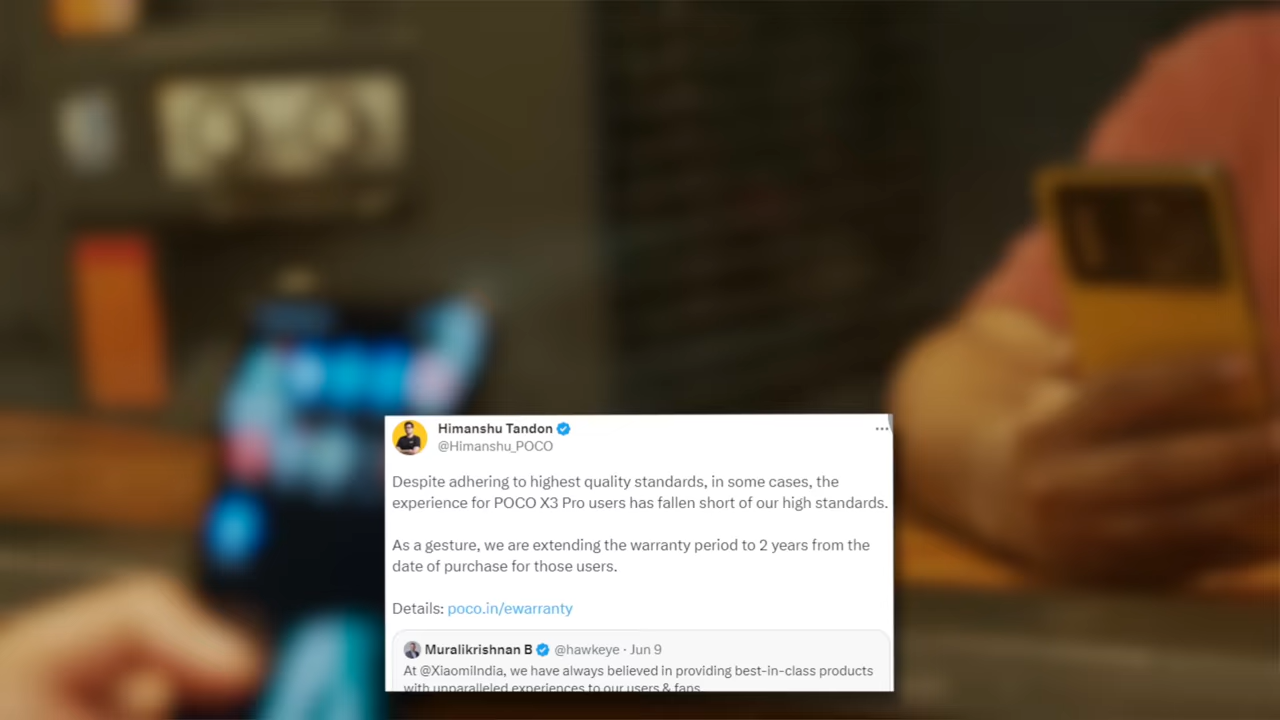 Himanshu Tandon
@Himanshu_POCO
Despite adhering to highest quality standards, in some cases, the
experience for POCO X3 Pro users has fallen short of our high standards.
As a gesture, we are extending the warranty period to 2 years from the
date of purchase for those users.
Details: poco.in/ewarranty
Muralikrishnan B @hawkeye · Jun 9
At @XiaomiIndia, we have always believed in providing best-in-class products
with unparalleled experiences to our users & fans